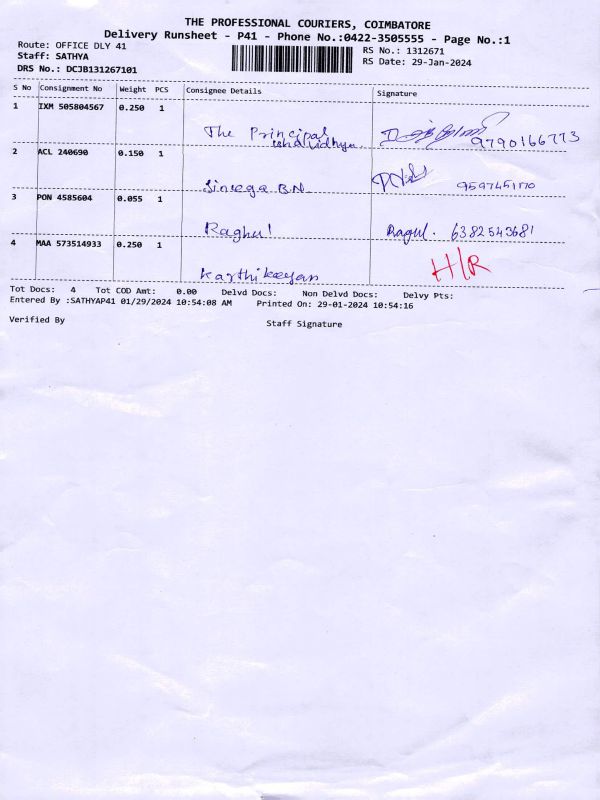 THE PROFESSIONAL COURIERS, COIMBATORE
Delivery Runsheet - P41 - Phone No.:0422-3505555 - Page No.:1
Route: OFFICE DLY 41
RS No.: 1312671
Staff: SATHYA
RS Date: 29-Jan-2024
DRS No.: DCJB131267101
S No Consignment No Weight PCS Consignee Details Signature
1 IXM 505804567 0.250 1
The Principal
9790166773
2 ACL 240690 0.150 1
B.N.
9597451170
3 PON 4585604 0.055 1
Raghul Ragul. 6382543681
4 MAA 573514933 0.250 1
Karthikeyan H/R
Tot Docs: 4 Tot COD Amt: 0.00 Delvd Docs: Non Delvd Docs: Delvy Pts:
Entered By :SATHYAP41 01/29/2024 10:54:08 AM Printed On: 29-01-2024 10:54:16
Verified By Staff Signature